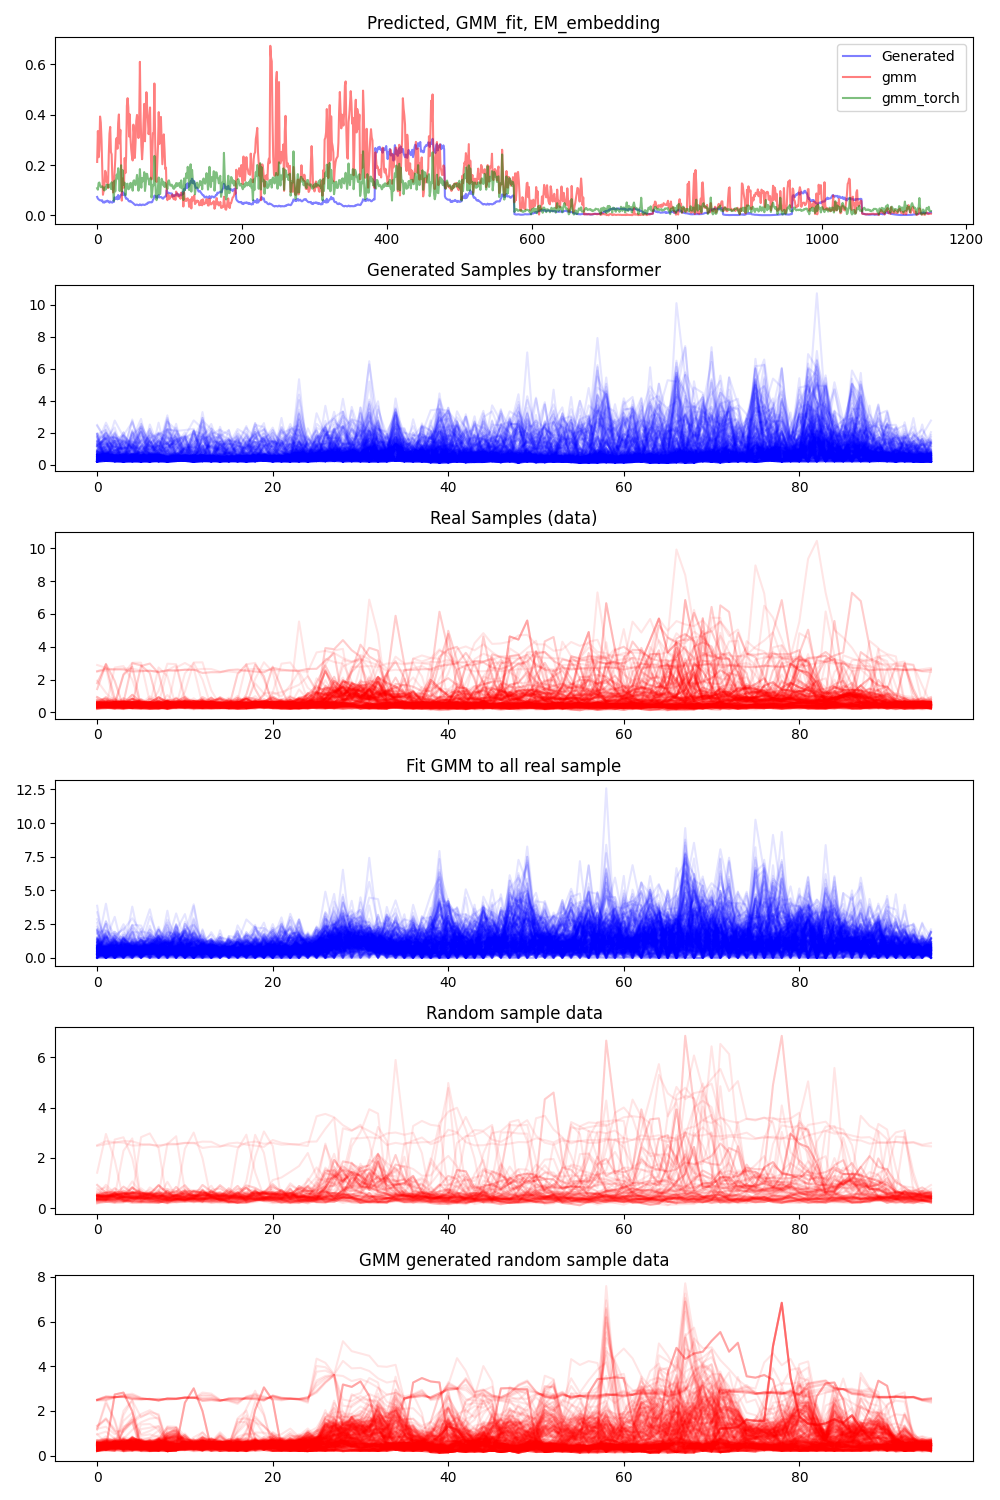 Predicted, GMM_fit, EM_embedding
0.6
0.4
0.2
0.0
Generated
gmm
gmm_torch
0 200 400 600 800 1000 1200
Generated Samples by transformer
10
8
6
4
2
0
0 20 40 60 80
Real Samples (data)
10
8
6
4
2
0
0 20 40 60 80
Fit GMM to all real sample
12.5
10.0
7.5
5.0
2.5
0.0
0 20 40 60 80
Random sample data
6
4
2
0
0 20 40 60 80
GMM generated random sample data
8
6
4
2
0
0 20 40 60 80